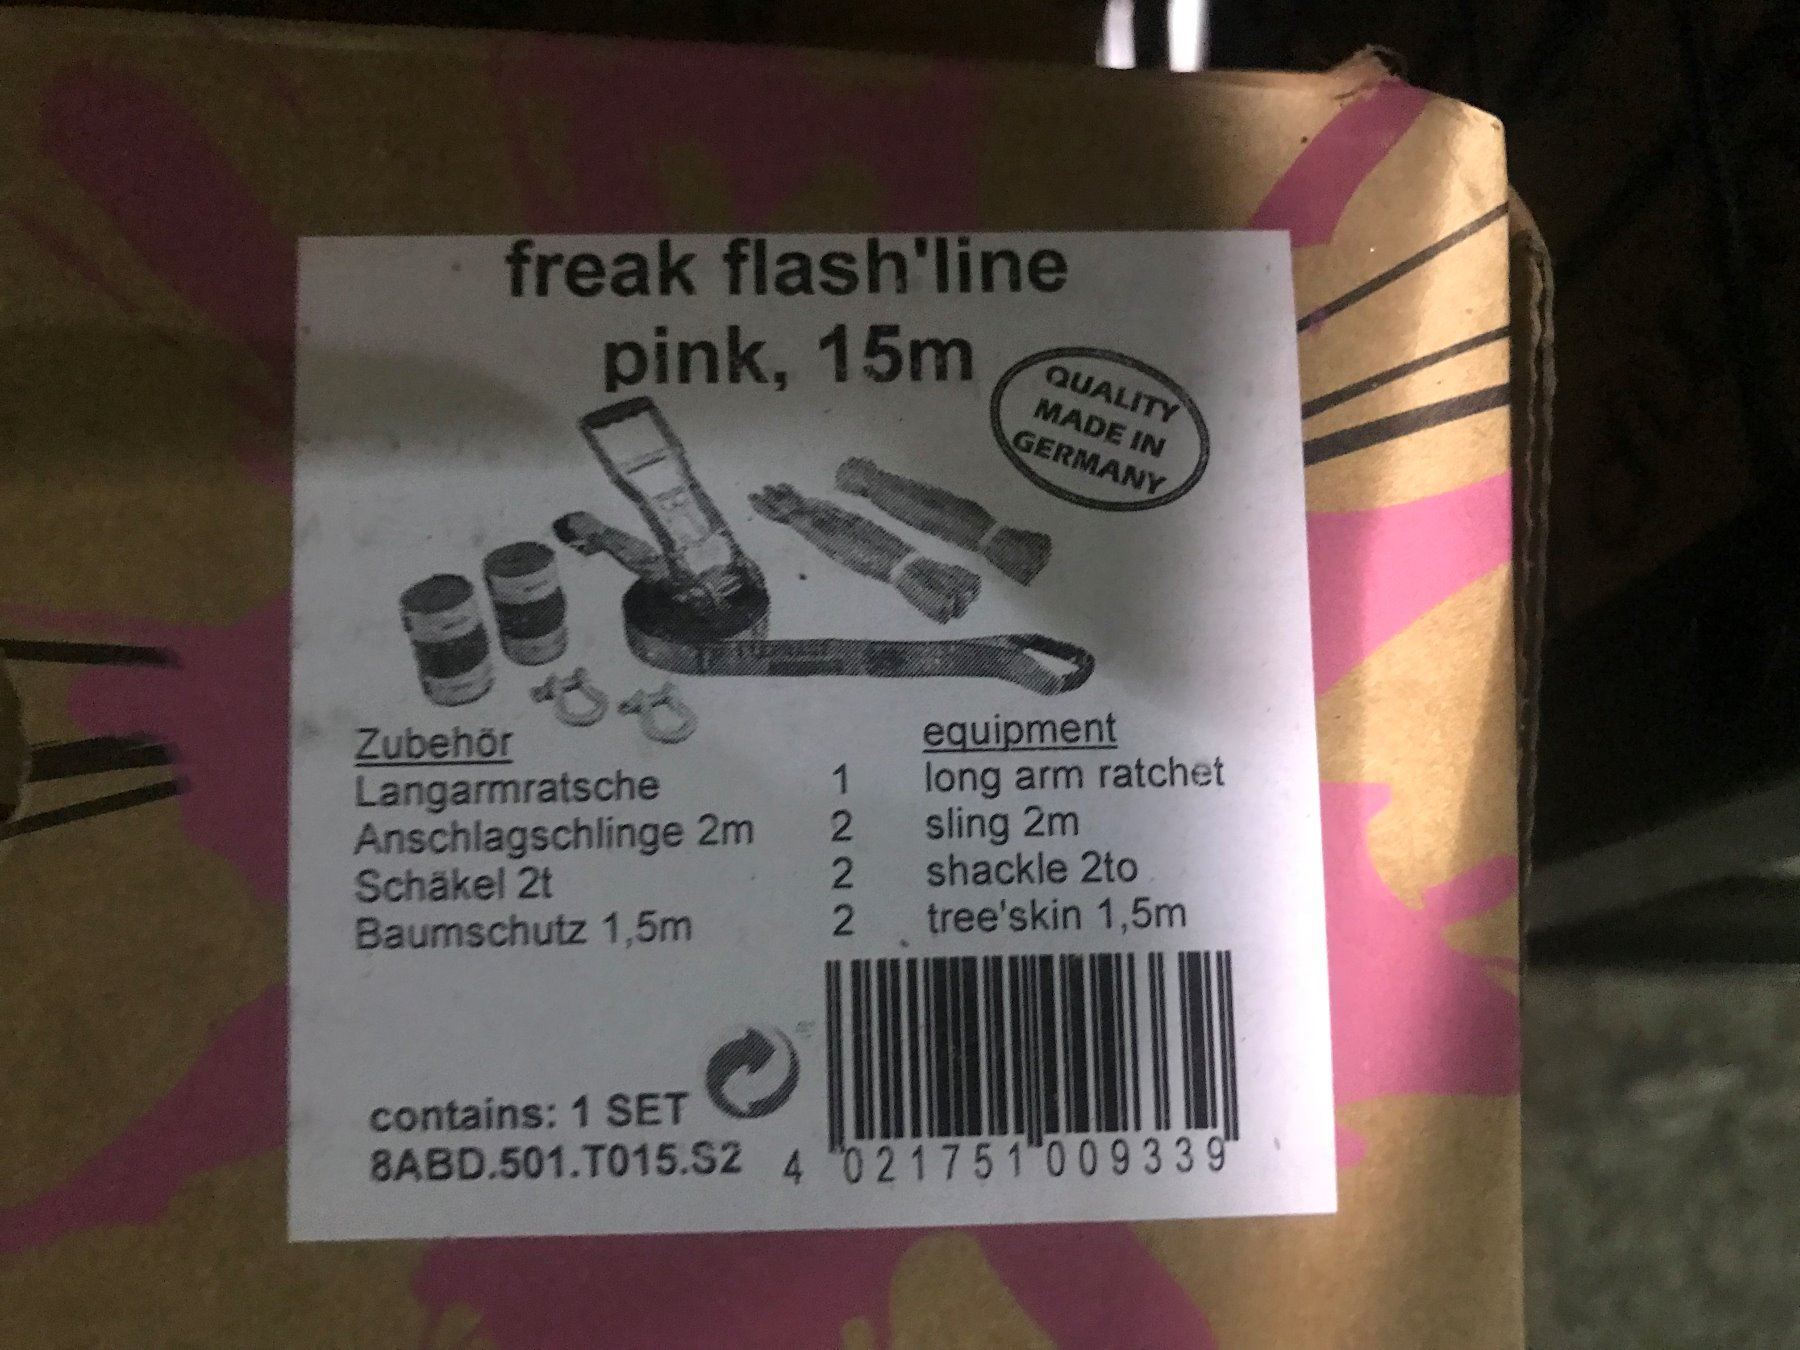 freak flash'line
pink, 15m
QUALITY
MADE IN
GERMANY
Zubehör equipment
Langarmratsche 1 long arm ratchet
Anschlagschlinge 2m 2 sling 2m
Schäkel 2t 2 shackle 2to
Baumschutz 1,5m 2 tree'skin 1,5m
contains: 1 SET
8ABD.501.T015.S2
4 021751 009339